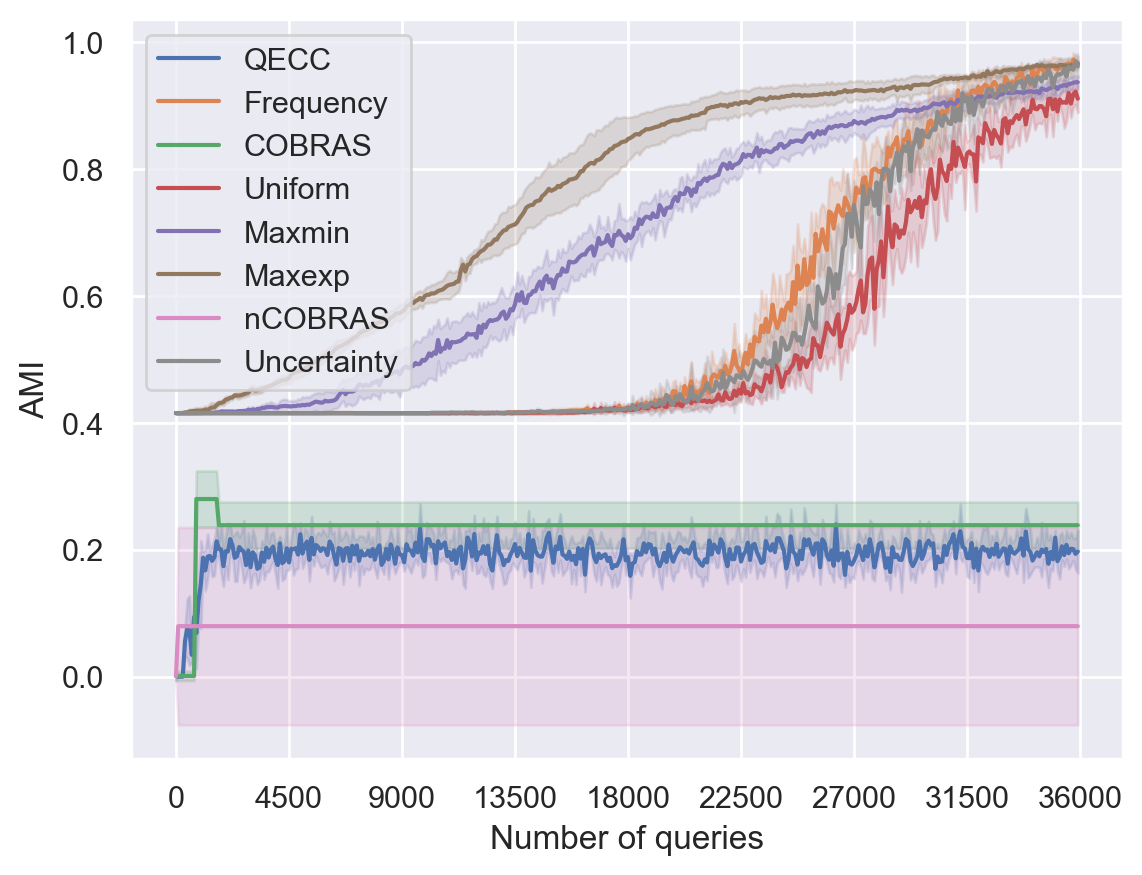 1.0
0.8
0.6
0.4
0.2
0.0
AMI
QECC
Frequency
COBRAS
Uniform
Maxmin
Maxexp
nCOBRAS
Uncertainty
0 4500 9000 13500 18000 22500 27000 31500 36000
Number of queries